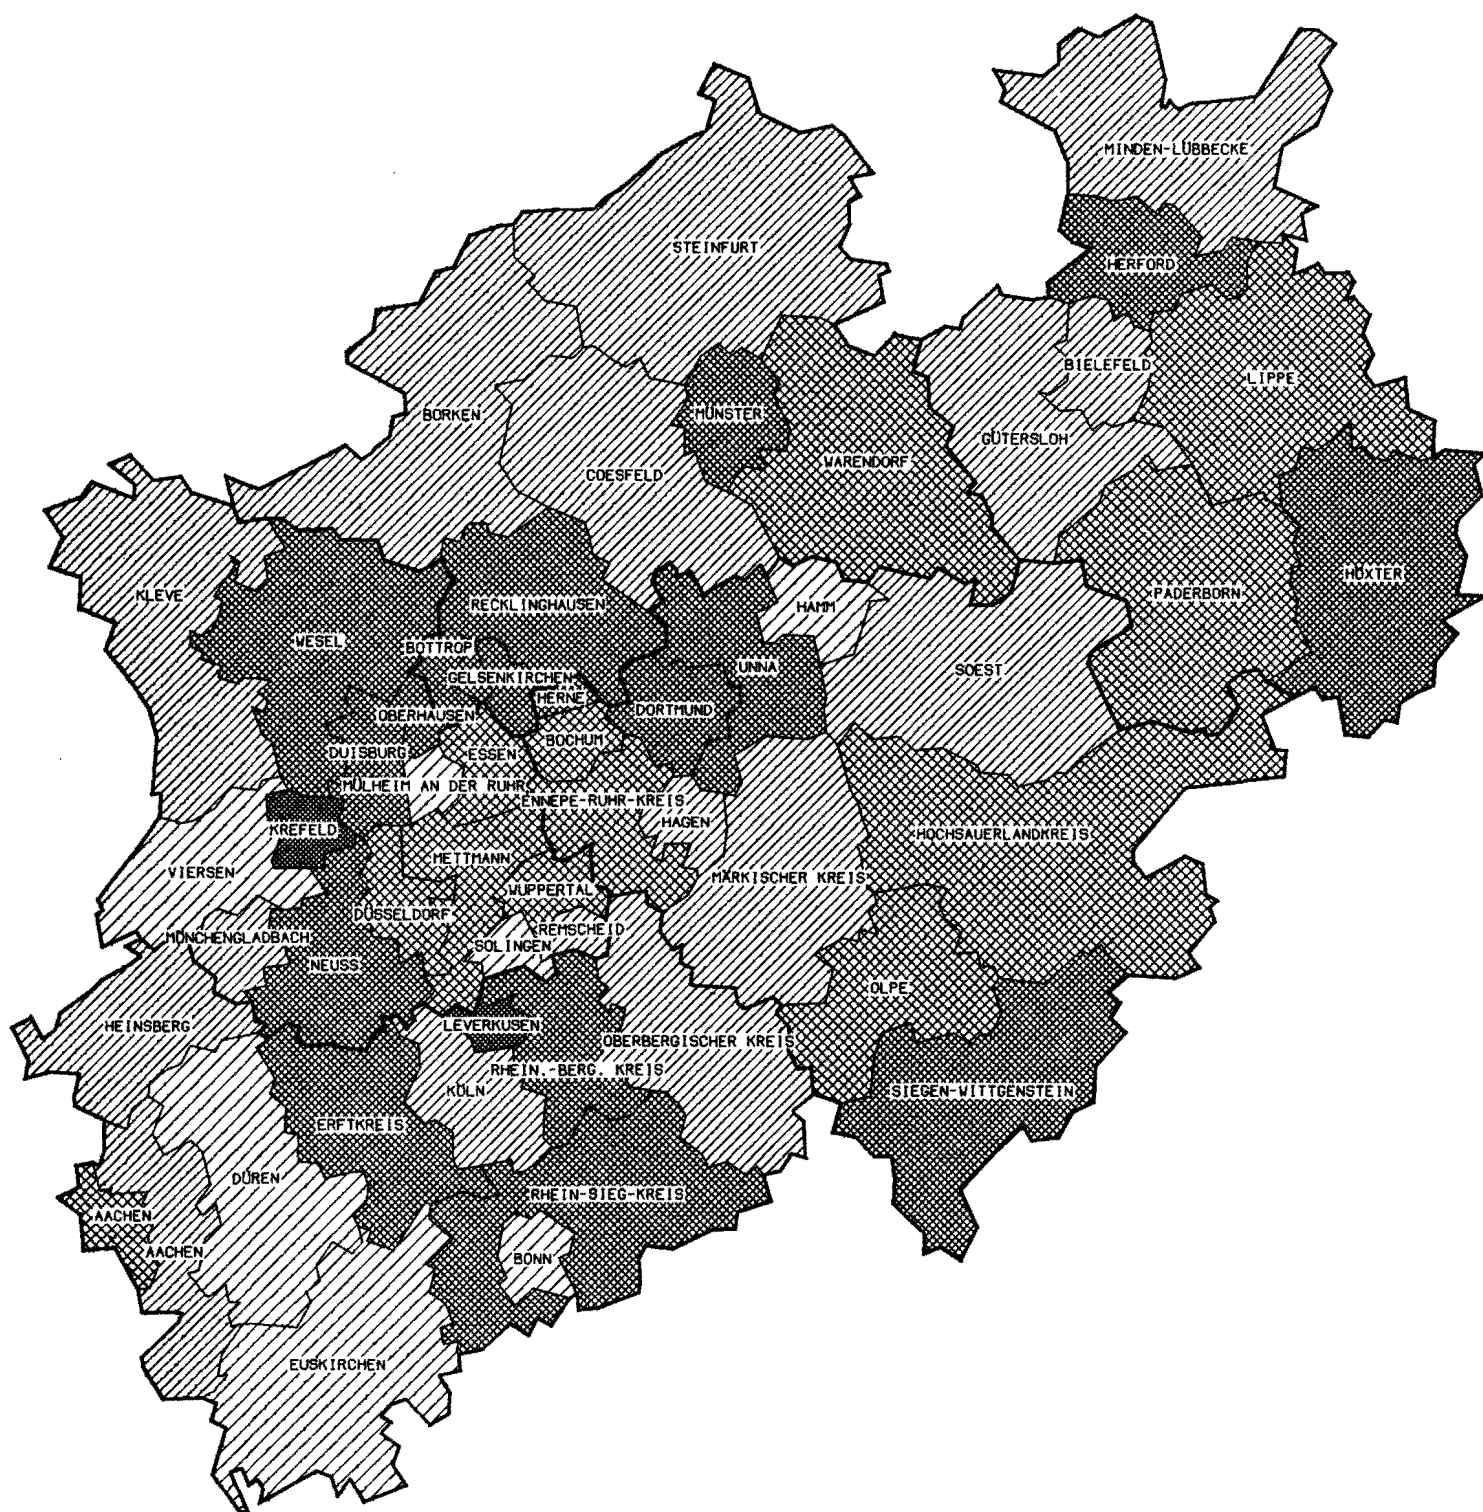 MINDEN-LÜBBECKE
STEINFURT
HERFORD
BIELEFELD
LIPPE
BORKEN
MÜNSTER
GÜTERSLOH
WARENDORF
COESFELD
HÖXTER
KLEVE
PADERBORN
RECKLINGHAUSEN
HAMM
WESEL
BOTTROP
UNNA
SOEST
GELSENKIRCHEN
HERNE
OBERHAUSEN
DORTMUND
BOCHUM
DUISBURG
ESSEN
MÜLHEIM AN DER RUHR
ENNEPE-RUHR-KREIS
HAGEN
KREFELD
HOCHSAUERLANDKREIS
METTMANN
VIERSEN
MÄRKISCHER KREIS
WUPPERTAL
DÜSSELDORF
REMSCHEID
MÖNCHENGLADBACH
SOLINGEN
NEUSS
OLPE
HEINSBERG
LEVERKUSEN
OBERBERGISCHER KREIS
RHEIN.-BERG. KREIS
KÖLN
SIEGEN-WITTGENSTEIN
ERFTKREIS
DÜREN
RHEIN-SIEG-KREIS
AACHEN
AACHEN
BONN
EUSKIRCHEN